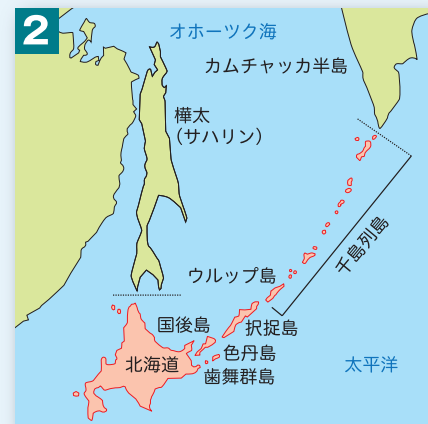 2
オホーツク海
カムチャッカ半島
樺太
（サハリン）
千島列島
ウルップ島
国後島
択捉島
色丹島
歯舞群島
北海道
太平洋